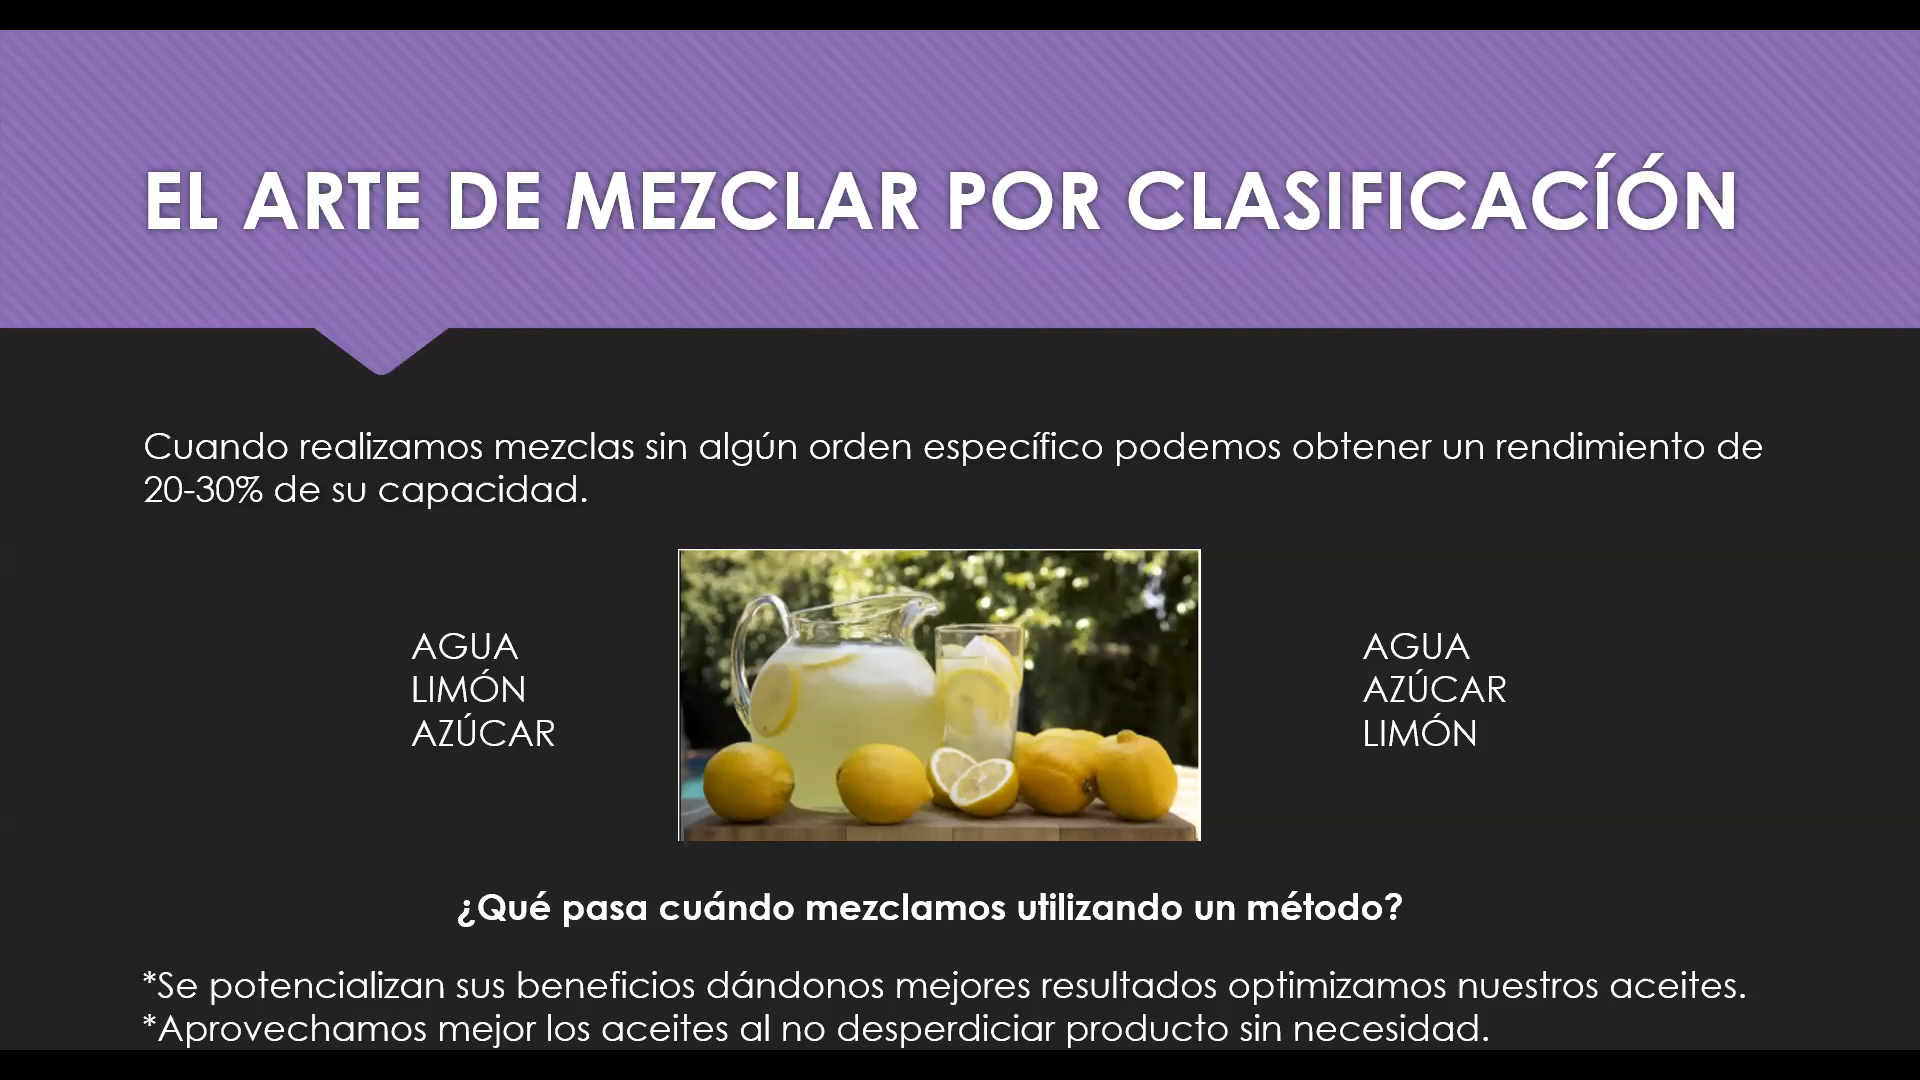 EL ARTE DE MEZCLAR POR CLASIFICACÍÓN
Cuando realizamos mezclas sin algún orden específico podemos obtener un rendimiento de
20-30% de su capacidad.
AGUA
LIMÓN
AZÚCAR
AGUA
AZÚCAR
LIMÓN
¿Qué pasa cuándo mezclamos utilizando un método?
*Se potencializan sus beneficios dándonos mejores resultados optimizamos nuestros aceites.
*Aprovechamos mejor los aceites al no desperdiciar producto sin necesidad.